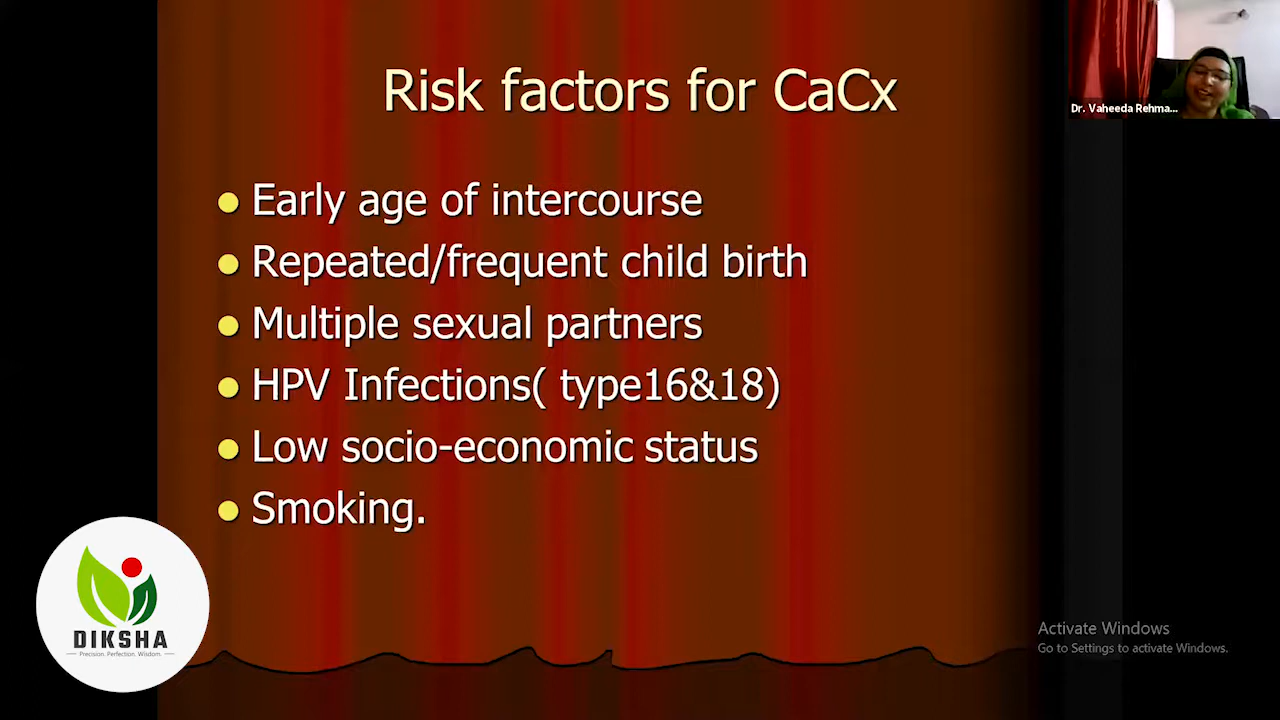 Risk factors for CaCx
Dr. Vaheeda Rehma...
Early age of intercourse
Repeated/frequent child birth
Multiple sexual partners
HPV Infections( type16&18)
Low socio-economic status
Smoking.
DIKSHA
Precision. Perfection. Wisdom.
Activate Windows
Go to Settings to activate Windows.